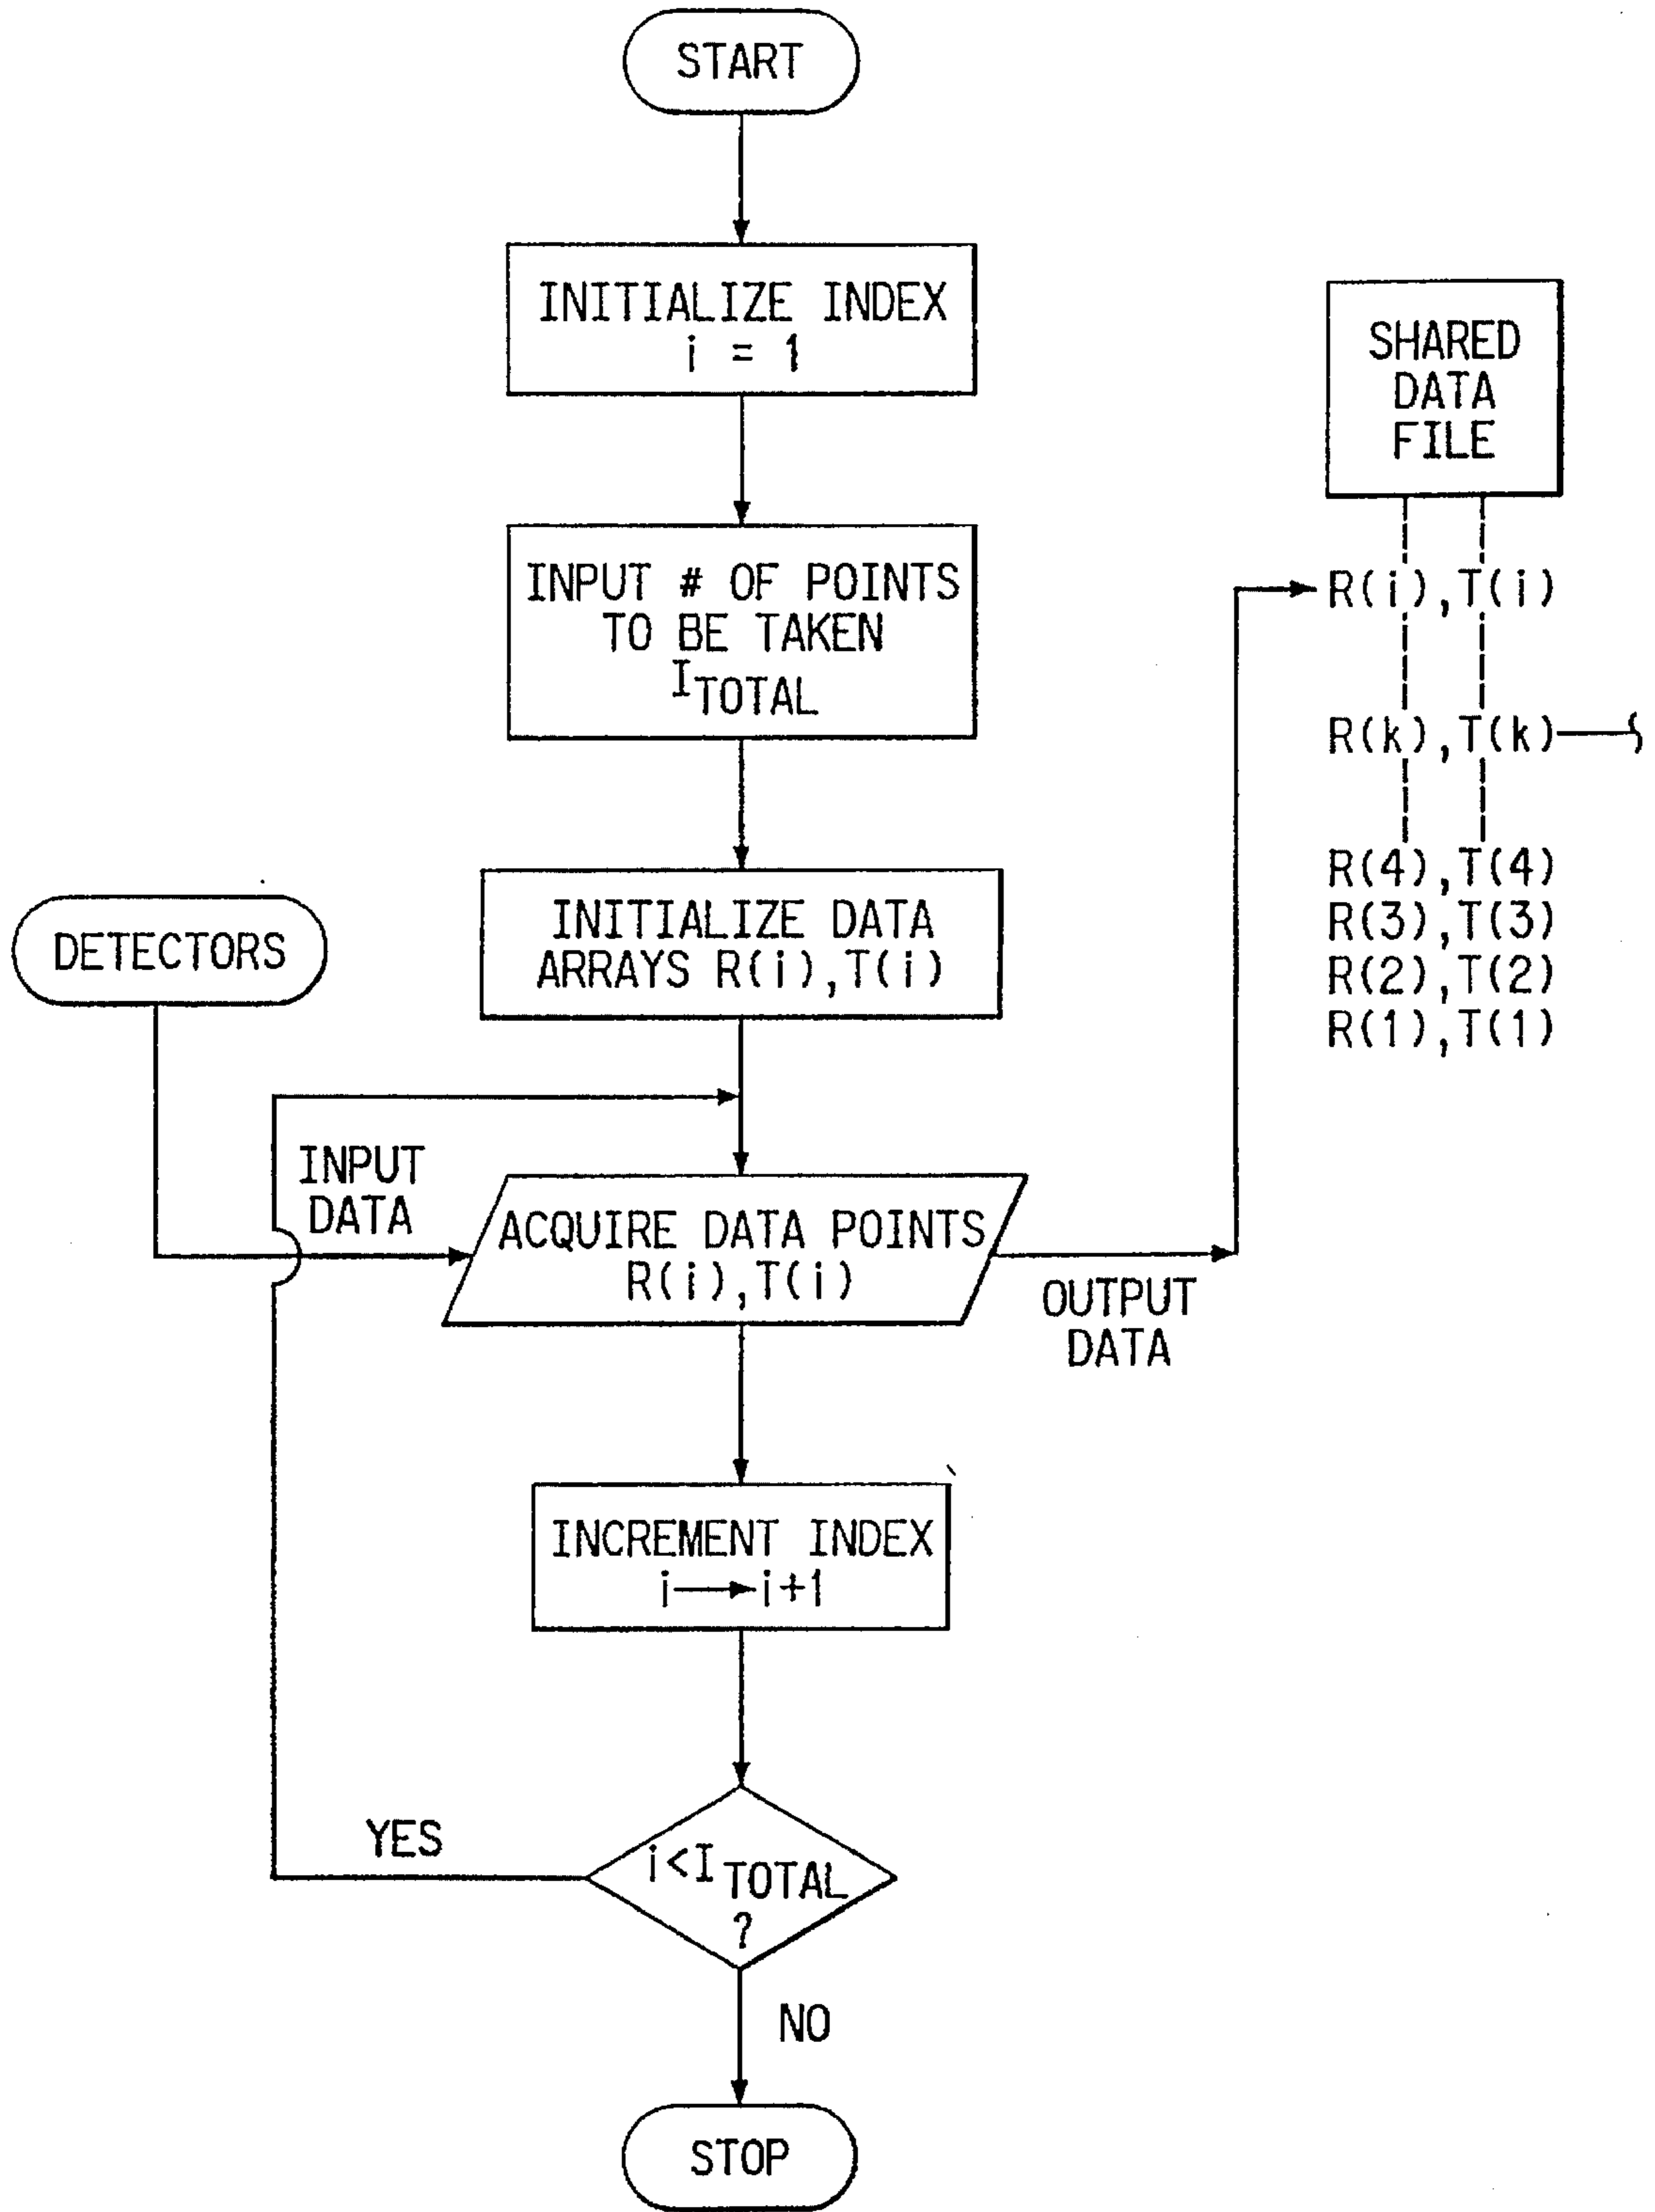 START
INITIALIZE INDEX
i = 1
INPUT # OF POINTS
TO BE TAKEN
I TOTAL
INITIALIZE DATA
ARRAYS R(i),T(i)
DETECTORS
INPUT
DATA
ACQUIRE DATA POINTS
R(i),T(i)
OUTPUT
DATA
INCREMENT INDEX
i→i+1
YES
i<I TOTAL
?
NO
STOP
SHARED
DATA
FILE
R(i),T(i)
R(k),T(k)
R(4),T(4)
R(3),T(3)
R(2),T(2)
R(1),T(1)